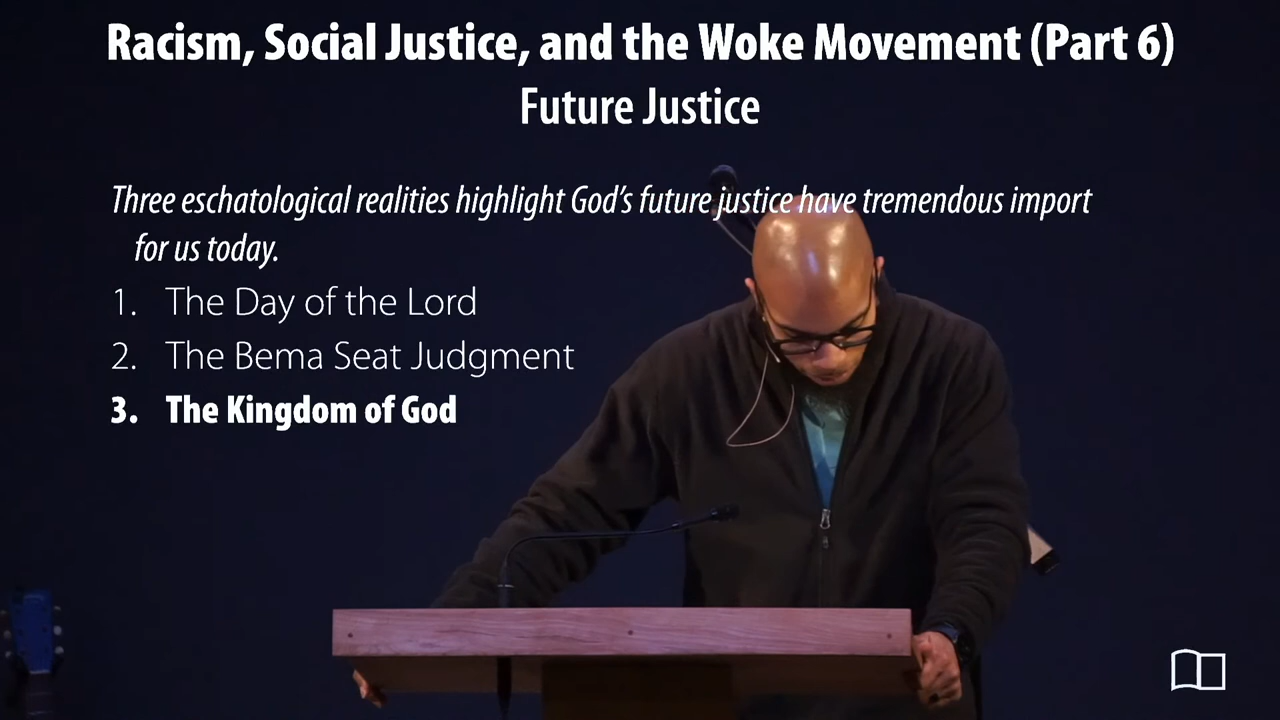 Racism, Social Justice, and the Woke Movement (Part 6)
Future Justice
Three eschatological realities highlight God's future justice have tremendous import
for us today.
1. The Day of the Lord
2. The Bema Seat Judgment
3. The Kingdom of God